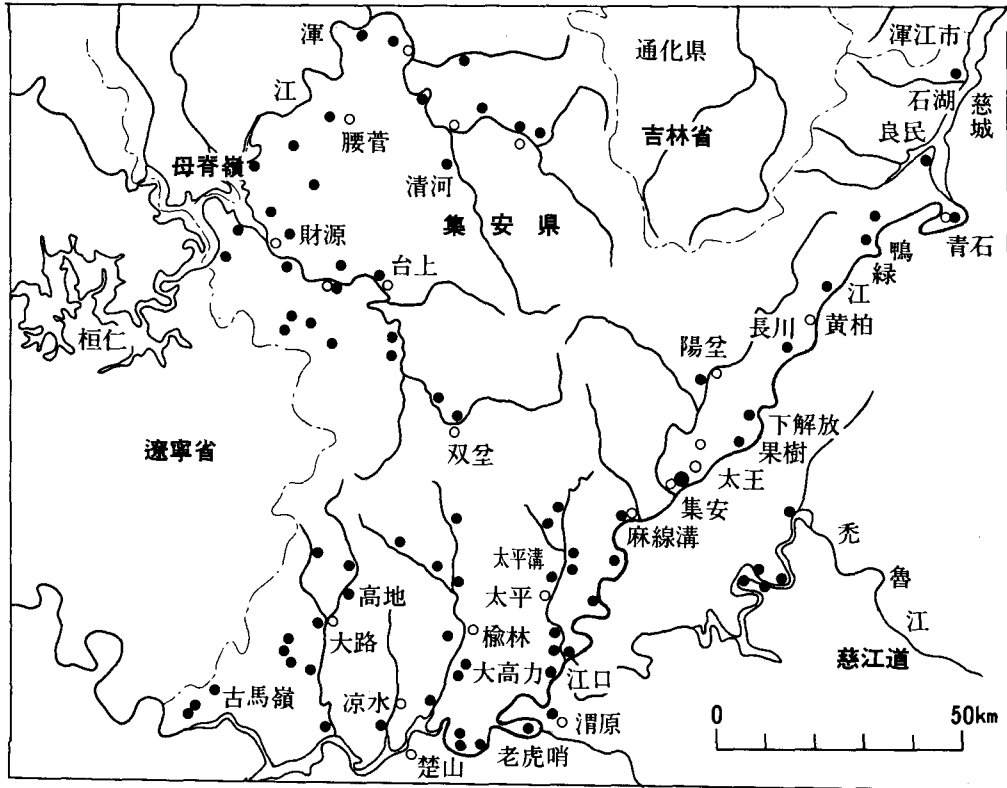 渾江
通化県
渾江市
石湖
慈城
良民
吉林省
腰营
母脊嶺
清河
集安県
財源
台上
青石
鴨緑江
黄柏
長川
陽岔
桓仁
下解放
果樹
太王
遼寧省
双岔
集安
麻線溝
禿魯江
太平溝
太平
高地
大路
楡林
大高力
江口
慈江道
古馬嶺
凉水
渭原
老虎哨
楚山
0 50km